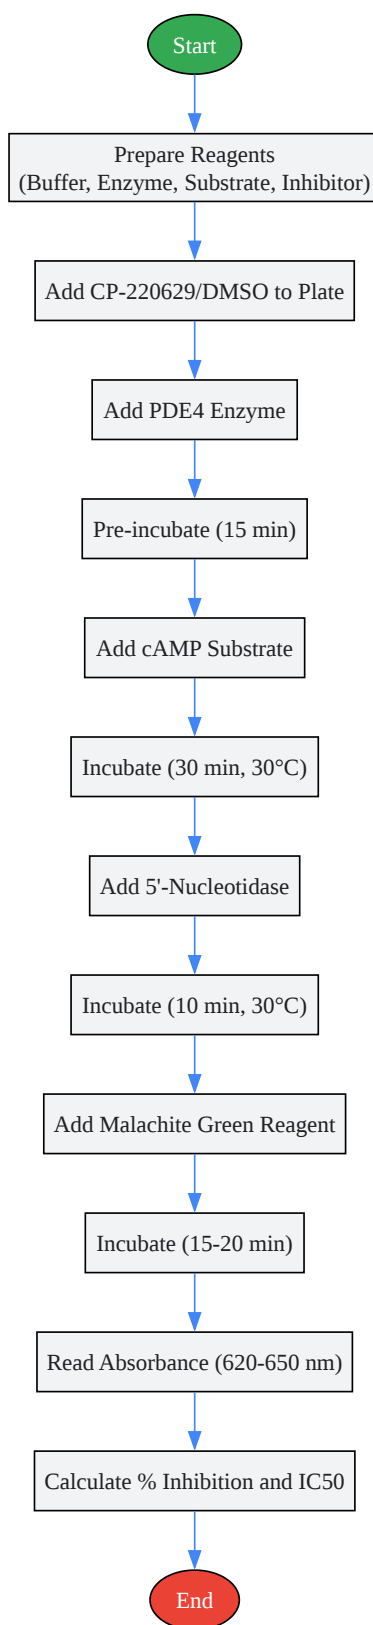 Start
Prepare Reagents
(Buffer, Enzyme, Substrate, Inhibitor)
Add CP-220629/DMSO to Plate
Add PDE4 Enzyme
Pre-incubate (15 min)
Add cAMP Substrate
Incubate (30 min, 30°C)
Add 5'-Nucleotidase
Incubate (10 min, 30°C)
Add Malachite Green Reagent
Incubate (15-20 min)
Read Absorbance (620-650 nm)
Calculate % Inhibition and IC50
End